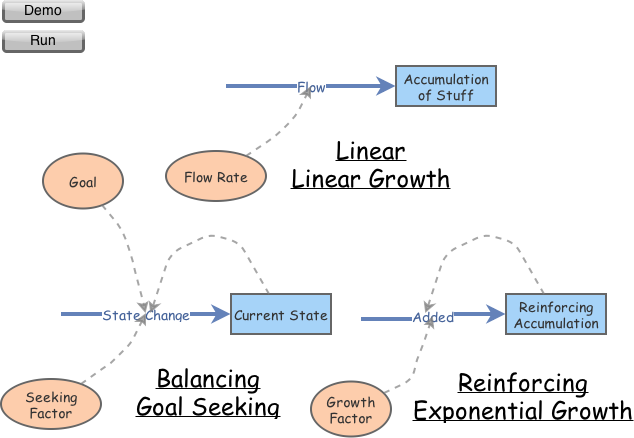 Demo
Run
Flow
Accumulation
of Stuff
Flow Rate
Linear
Linear Growth
Goal
State Change
Current State
Seeking
Factor
Balancing
Goal Seeking
Added
Reinforcing
Accumulation
Growth
Factor
Reinforcing
Exponential Growth